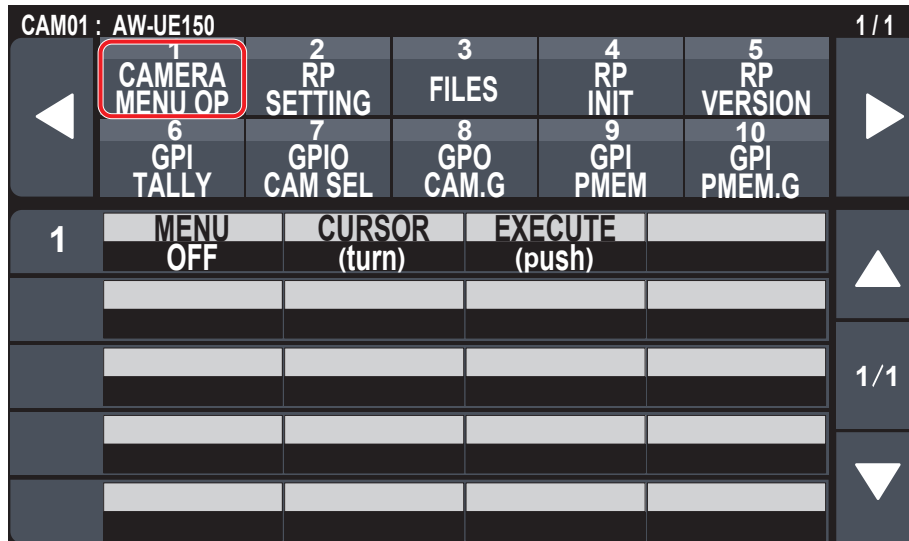 CAM01 : AW-UE150 1 / 1
1 2 3 4 5
CAMERA MENU OP RP SETTING FILES RP INIT RP VERSION
6 7 8 9 10
GPI TALLY GPIO CAM SEL GPO CAM.G GPI PMEM GPI PMEM.G
1 MENU CURSOR EXECUTE
OFF (turn) (push)
1/1